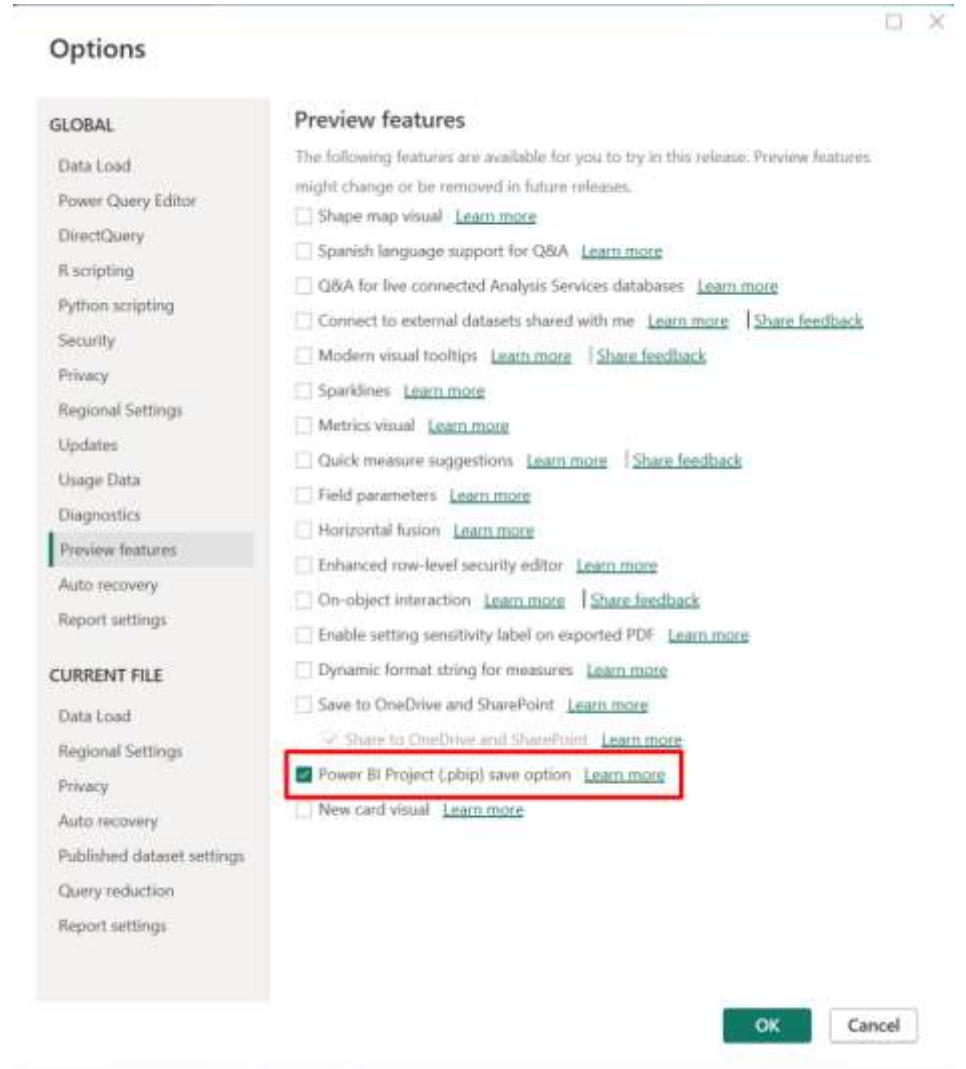 Options
GLOBAL
Data Load
Power Query Editor
DirectQuery
R scripting
Python scripting
Security
Privacy
Regional Settings
Updates
Usage Data
Diagnostics
Preview features
Auto recovery
Report settings
CURRENT FILE
Data Load
Regional Settings
Privacy
Auto recovery
Published dataset settings
Query reduction
Report settings
Preview features
The following features are available for you to try in this release. Preview features
might change or be removed in future releases.
Shape map visual Learn more
Spanish language support for Q&A Learn more
Q&A for live connected Analysis Services databases Learn more
Connect to external datasets shared with me Learn more | Share feedback
Modern visual tooltips Learn more | Share feedback
Sparklines Learn more
Metrics visual Learn more
Quick measure suggestions Learn more | Share feedback
Field parameters Learn more
Horizontal fusion Learn more
Enhanced row-level security editor Learn more
On-object interaction Learn more | Share feedback
Enable setting sensitivity label on exported PDF Learn more
Dynamic format string for measures Learn more
Save to OneDrive and SharePoint Learn more
Share to OneDrive and SharePoint Learn more
Power BI Project (.pbip) save option Learn more
New card visual Learn more
OK
Cancel